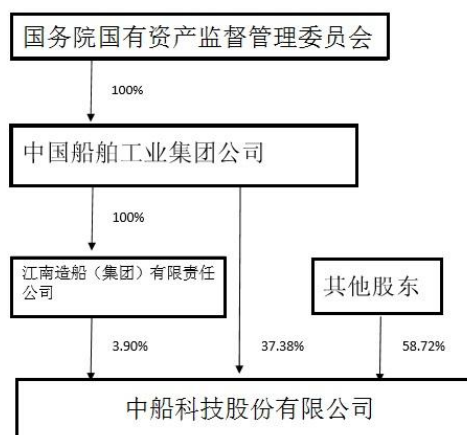 国务院国有资产监督管理委员会
100%
中国船舶工业集团公司
100%
江南造船（集团）有限责任
公司
其他股东
3.90%
37.38%
58.72%
中船科技股份有限公司